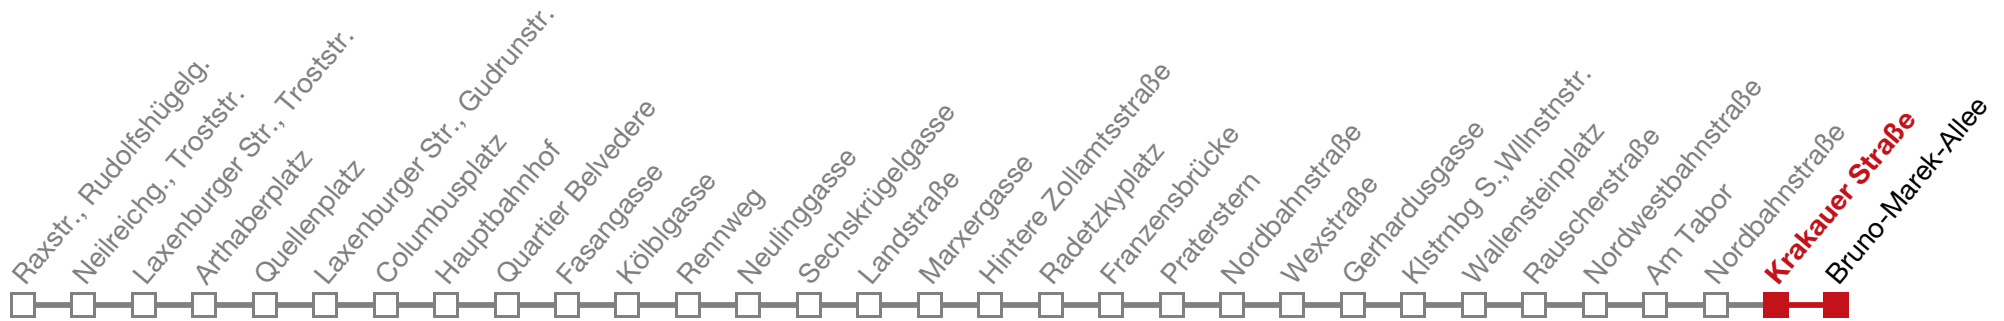 Raxstr., Rudolfshügelg.
Neilreichg., Troststr.
Laxenburger Str., Troststr.
Arthaberplatz
Quellenplatz
Laxenburger Str., Gudrunstr.
Columbusplatz
Hauptbahnhof
Quartier Belvedere
Fasangasse
Kölblgasse
Rennweg
Neulinggasse
Sechskrügelgasse
Landstraße
Marxergasse
Hintere Zollamtsstraße
Radetzkyplatz
Franzensbrücke
Praterstern
Nordbahnstraße
Wexstraße
Gerhardusgasse
Klstrnbg S.,Wllnstnstr.
Wallensteinplatz
Rauscherstraße
Nordwestbahnstraße
Am Tabor
Nordbahnstraße
Krakauer Straße
Bruno-Marek-Allee